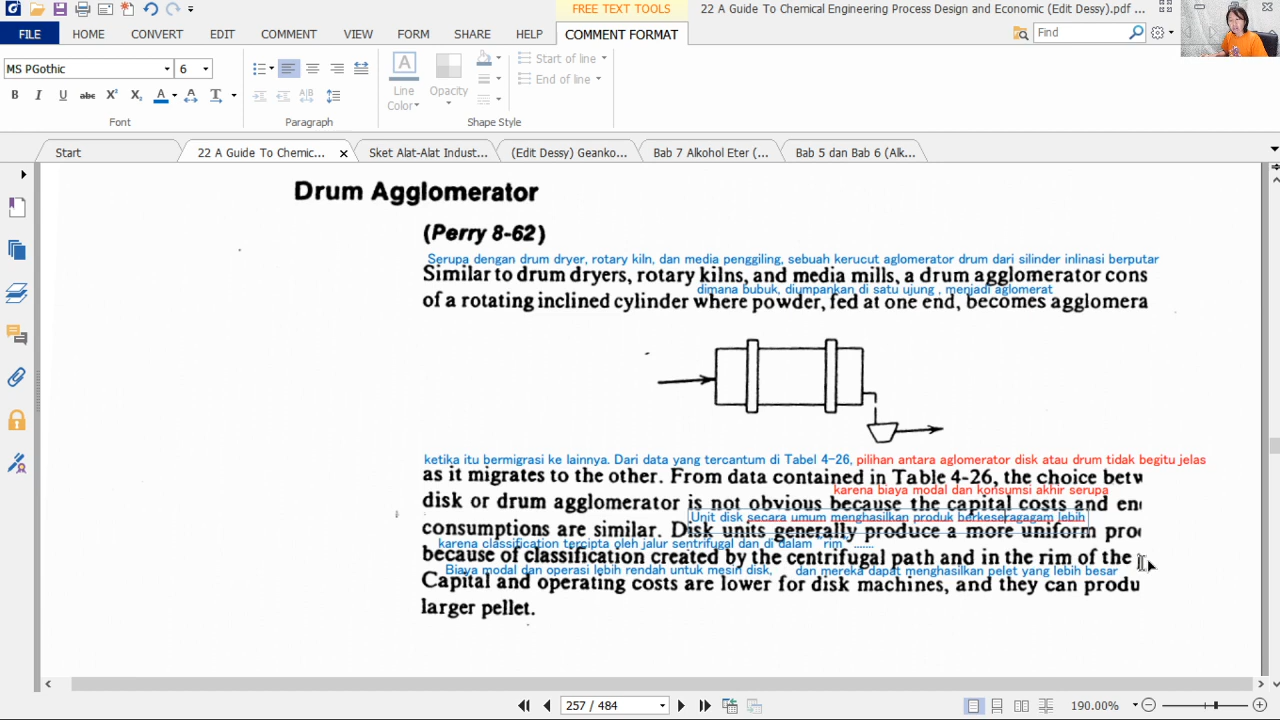 FREE TEXT TOOLS
22 A Guide To Chemical Engineering Process Design and Economic (Edit Dessy).pdf ...
FILE HOME CONVERT EDIT COMMENT VIEW FORM SHARE HELP COMMENT FORMAT
Find
MS PGothic 6
Start of line
End of line
Line Color
Opacity
Font Paragraph Shape Style
Start
22 A Guide To Chemic...
Sket Alat-Alat Indust...
(Edit Dessy) Geanko...
Bab 7 Alkohol Eter (...
Bab 5 dan Bab 6 (Alk...
Drum Agglomerator
(Perry 8-62)
Serupa dengan drum dryer, rotary kiln, dan media penggiling, sebuah kerucut aglomerator drum dari silinder inlinasi berputar
Similar to drum dryers, rotary kilns, and media mills, a drum agglomerator cons
dimana bubuk, diumpankan di satu ujung , menjadi aglomerat
of a rotating inclined cylinder where powder, fed at one end, becomes agglomera
ketika itu bermigrasi ke lainnya. Dari data yang tercantum di Tabel 4-26, pilihan antara aglomerator disk atau drum tidak begitu jelas
as it migrates to the other. From data contained in Table 4-26, the choice betw
karena biaya modal dan konsumsi akhir serupa
disk or drum agglomerator is not obvious because the capital costs and en
Unit disk secara umum menghasilkan produk berkeseragagam lebih
consumptions are similar. Disk units generally produce a more uniform pro
karena classification tercipta oleh jalur sentrifugal dan di dalam "rim" .......
because of classification created by the centrifugal path and in the rim of the
Biaya modal dan operasi lebih rendah untuk mesin disk, dan mereka dapat menghasilkan pelet yang lebih besar
Capital and operating costs are lower for disk machines, and they can produ
larger pellet.
257 / 484
190.00%